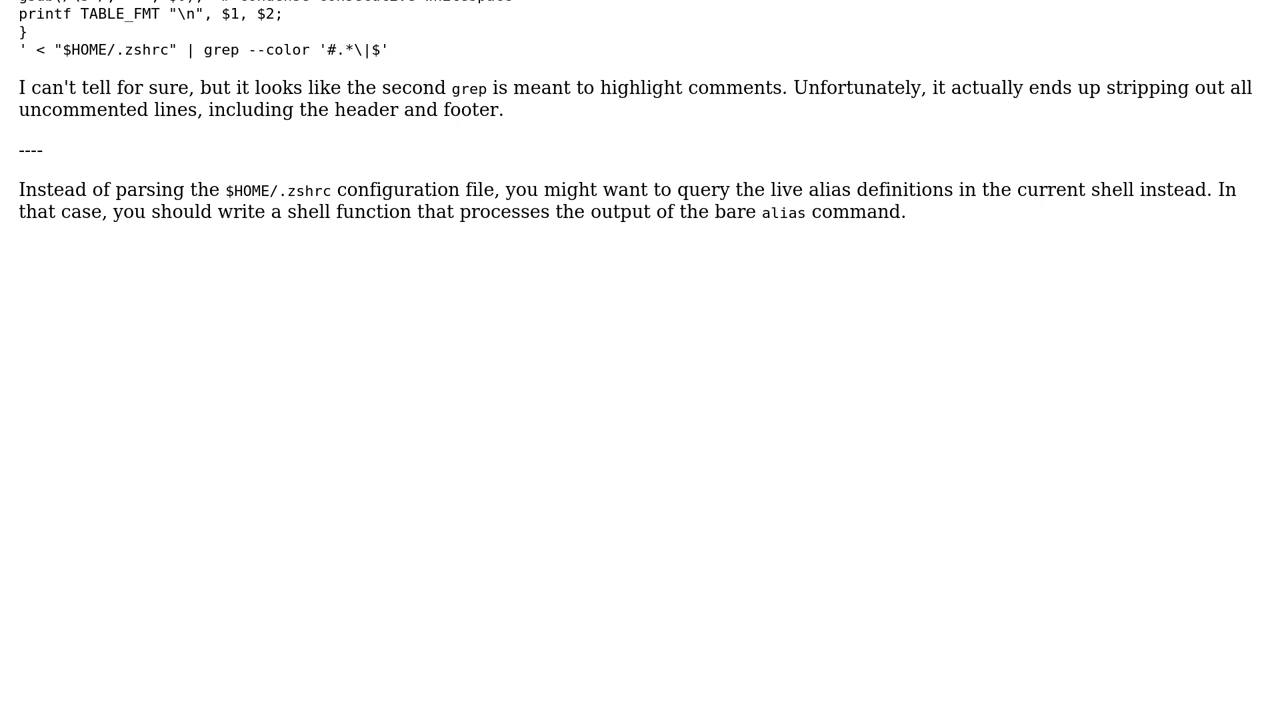 printf TABLE_FMT "\n", $1, $2;
}
' < "$HOME/.zshrc" | grep --color '#.*\|$'
I can't tell for sure, but it looks like the second grep is meant to highlight comments. Unfortunately, it actually ends up stripping out all
uncommented lines, including the header and footer.
----
Instead of parsing the $HOME/.zshrc configuration file, you might want to query the live alias definitions in the current shell instead. In
that case, you should write a shell function that processes the output of the bare alias command.